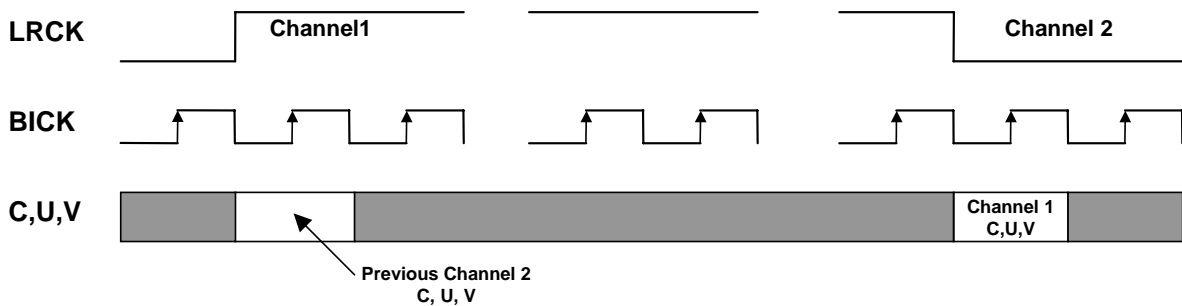 LRCK
Channel1
Channel 2
BICK
C,U,V
Channel 1
C,U,V
Previous Channel 2
C, U, V